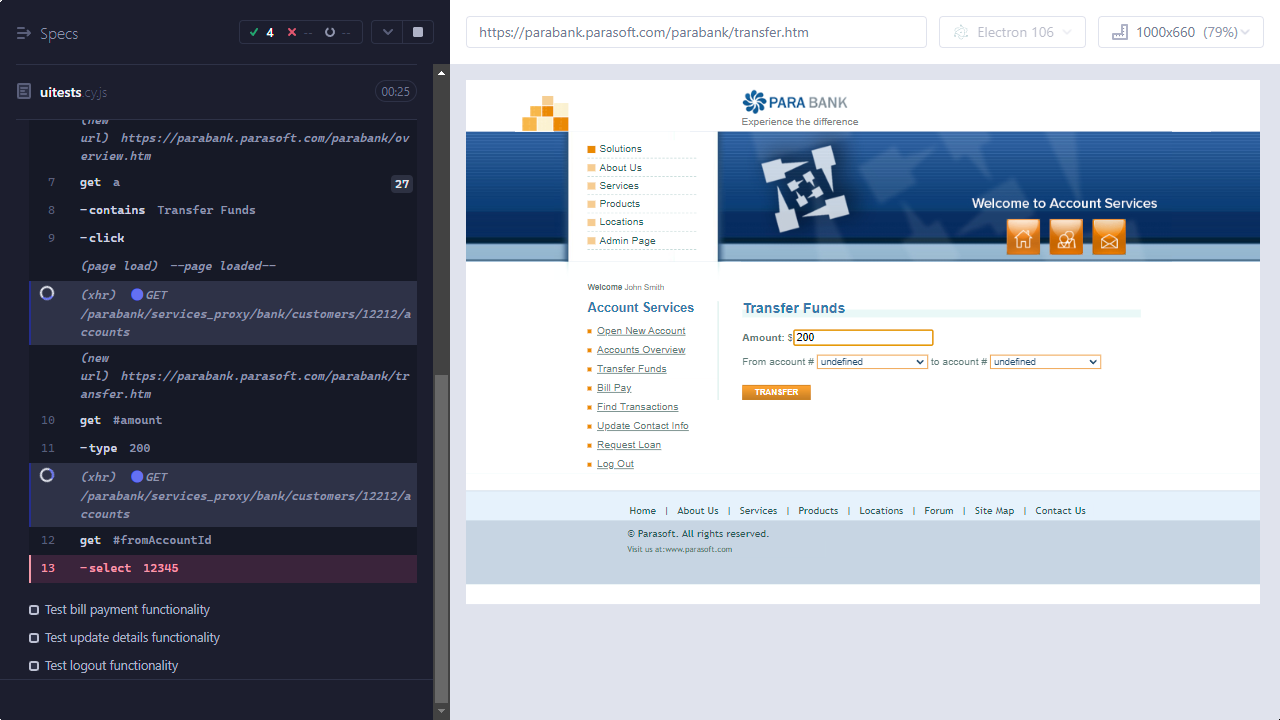 Specs
4
--
--
uitests cy.js
00:25
(new
url) https://parabank.parasoft.com/parabank/ov
erview.htm
7 get a 27
8 -contains Transfer Funds
9 -click
(page load) --page loaded--
(xhr) GET
/parabank/services_proxy/bank/customers/12212/a
ccounts
(new
url) https://parabank.parasoft.com/parabank/tr
ansfer.htm
10 get #amount
11 -type 200
(xhr) GET
/parabank/services_proxy/bank/customers/12212/a
ccounts
12 get #fromAccountId
13 -select 12345
Test bill payment functionality
Test update details functionality
Test logout functionality
https://parabank.parasoft.com/parabank/transfer.htm
Electron 106
1000x660 (79%)
PARA BANK
Experience the difference
Solutions
About Us
Services
Products
Locations
Admin Page
Welcome to Account Services
Welcome John Smith
Account Services
Open New Account
Accounts Overview
Transfer Funds
Bill Pay
Find Transactions
Update Contact Info
Request Loan
Log Out
Transfer Funds
Amount: $ 200
From account # undefined to account # undefined
TRANSFER
Home | About Us | Services | Products | Locations | Forum | Site Map | Contact Us
© Parasoft. All rights reserved.
Visit us at:www.parasoft.com